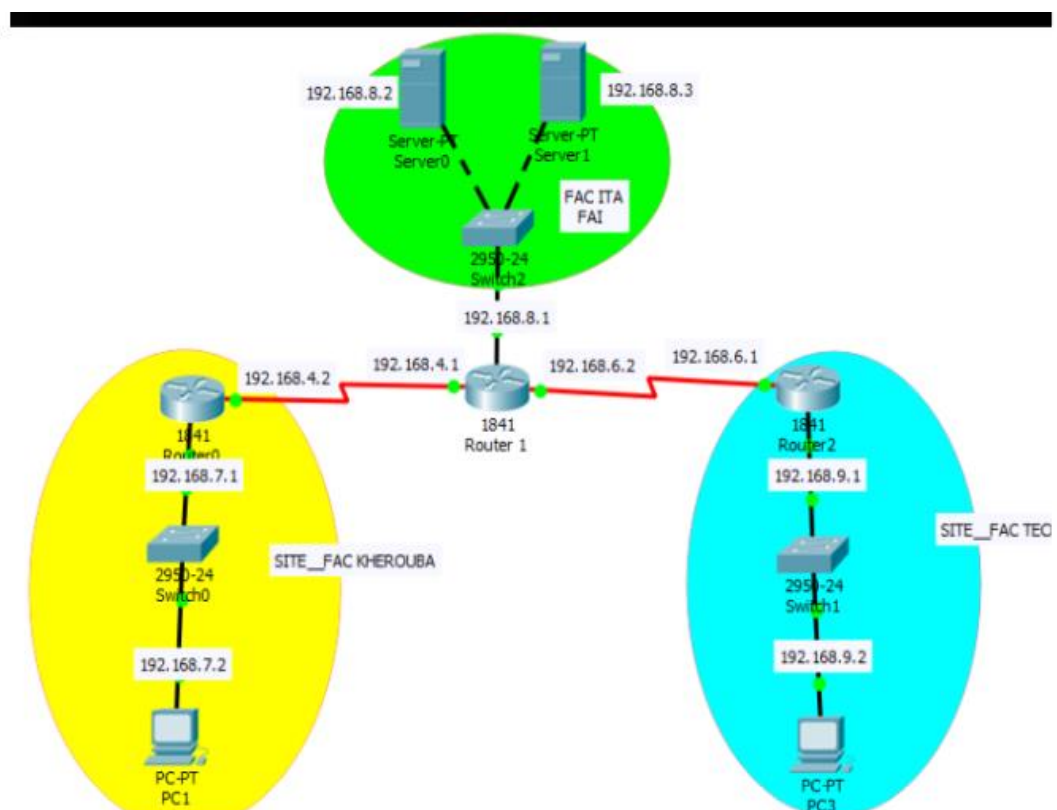 192.168.8.2
192.168.8.3
Server-PT
Server0
Server-PT
Server1
FAC ITA
FAI
2950-24
Switch2
192.168.8.1
192.168.4.2
192.168.4.1
192.168.6.2
192.168.6.1
1841
Router0
1841
Router 1
1841
Router2
192.168.7.1
192.168.9.1
SITE__FAC KHEROUBA
SITE__FAC TEC
2950-24
Switch0
2950-24
Switch1
192.168.7.2
192.168.9.2
PC-PT
PC1
PC-PT
PC3